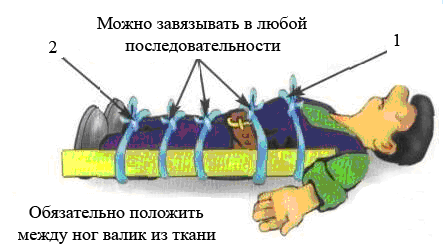 Можно завязывать в любой
последовательности
2
1
Обязательно положить
между ног валик из ткани